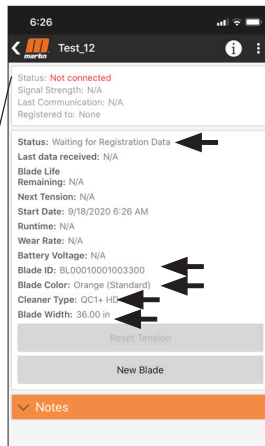 6:26
martin
Test_12
i
Status: Not connected
Signal Strength: N/A
Last Communication: N/A
Registered to: None
Status: Waiting for Registration Data
Last data received: N/A
Blade Life
Remaining: N/A
Next Tension: N/A
Start Date: 9/18/2020 6:26 AM
Runtime: N/A
Wear Rate: N/A
Battery Voltage: N/A
Blade ID: BL00010001003300
Blade Color: Orange (Standard)
Cleaner Type: QC1+ HD
Blade Width: 36.00 in
Reset Tension
New Blade
Notes